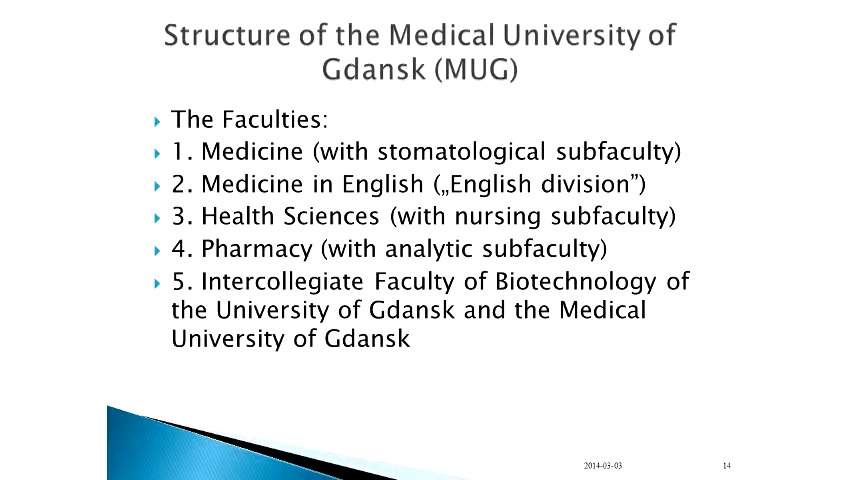 Structure of the Medical University of
Gdansk (MUG)
The Faculties:
1. Medicine (with stomatological subfaculty)
2. Medicine in English („English division”)
3. Health Sciences (with nursing subfaculty)
4. Pharmacy (with analytic subfaculty)
5. Intercollegiate Faculty of Biotechnology of
the University of Gdansk and the Medical
University of Gdansk
2014-03-03
14